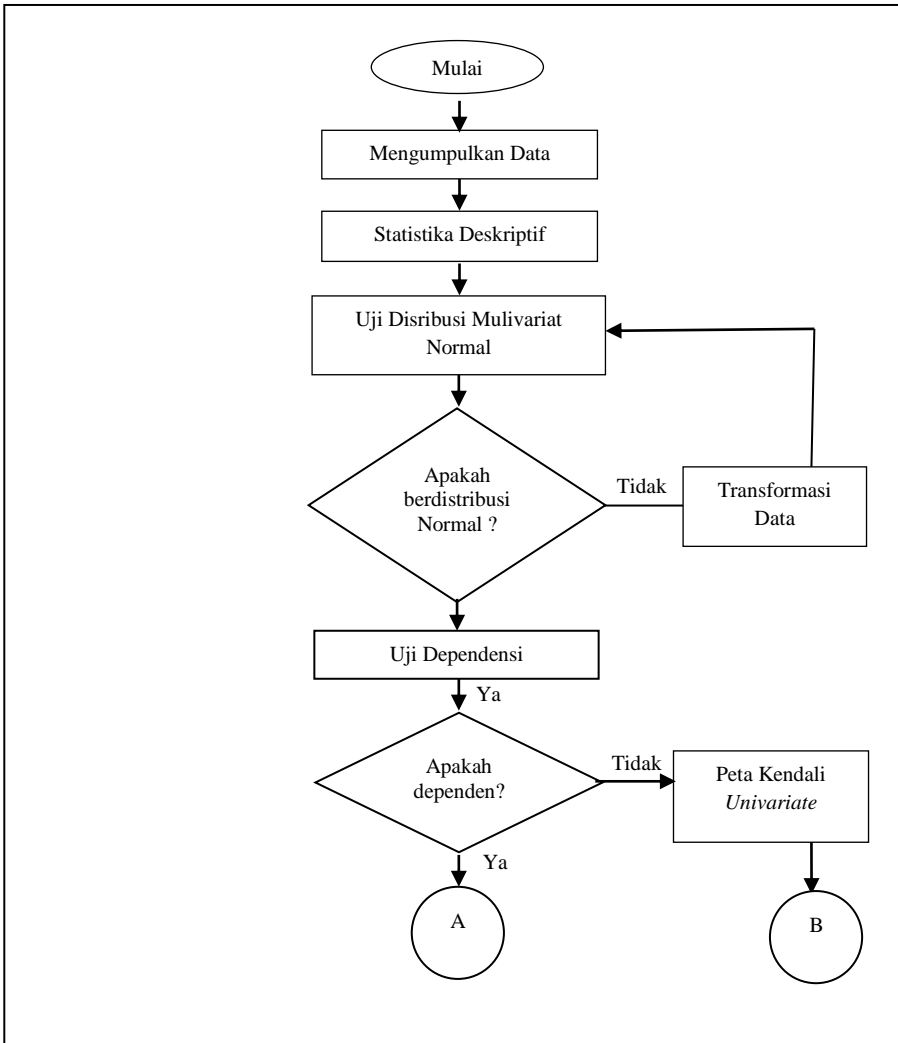 Mulai
Mengumpulkan Data
Statistika Deskriptif
Uji Disribusi Mulivariat
Normal
Apakah
berdistribusi
Normal ?
Tidak
Transformasi
Data
Uji Dependensi
Ya
Apakah
dependen?
Tidak
Peta Kendali
Univariate
Ya
A
B